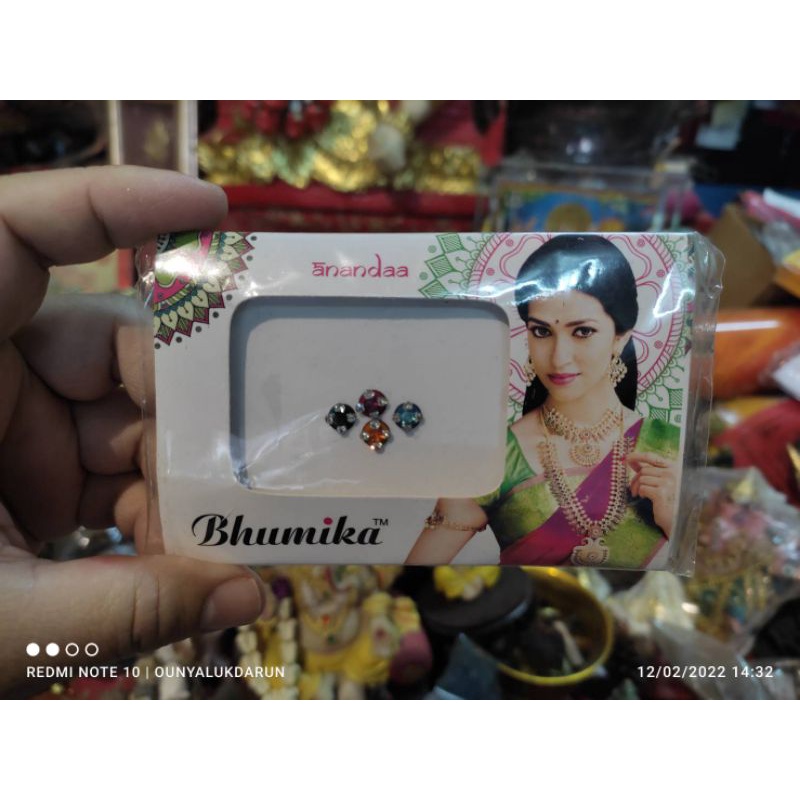 ānandaa
Bhumika™
REDMI NOTE 10 | OUNYALUKDARUN
12/02/2022 14:32